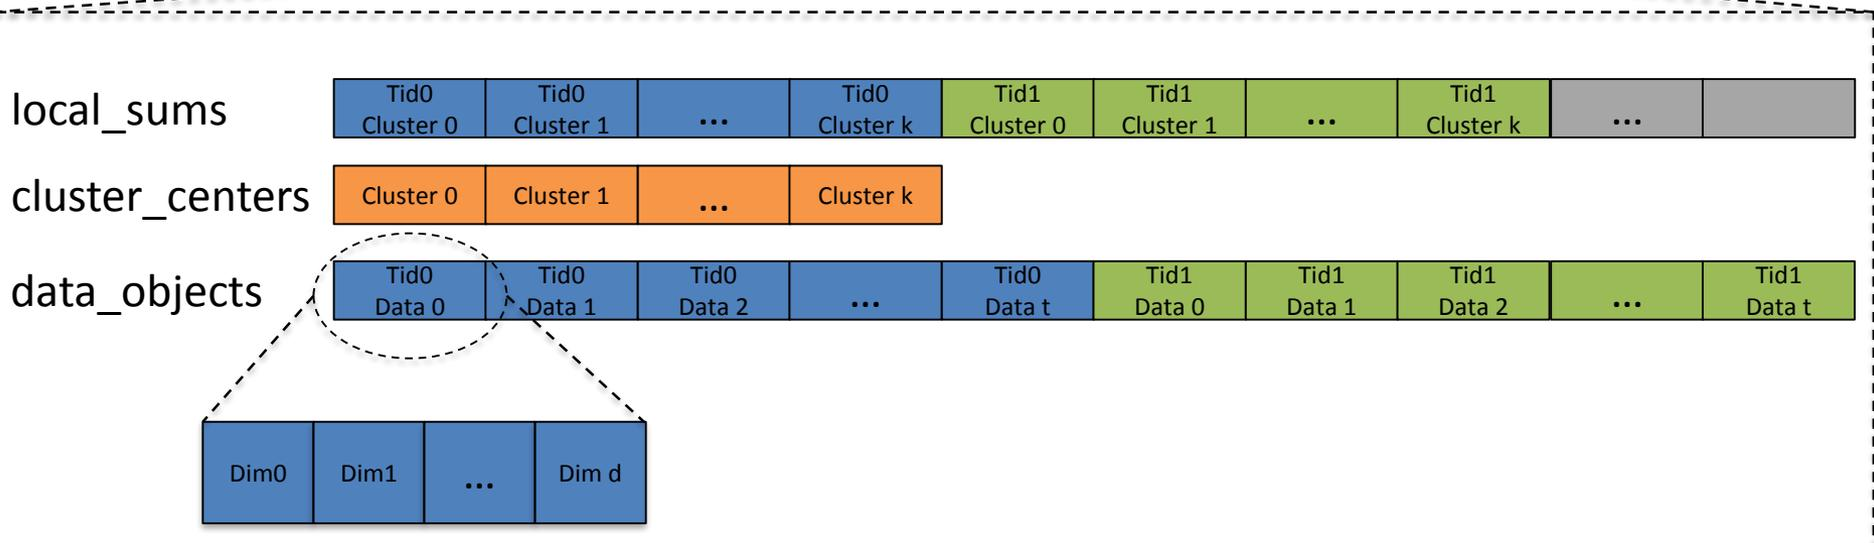 local_sums
Tid0 Tid0 Tid0 Tid1 Tid1 Tid1
Cluster 0 Cluster 1 ... Cluster k Cluster 0 Cluster 1 ... Cluster k ...
cluster_centers
Cluster 0 Cluster 1 ... Cluster k
data_objects
Tid0 Tid0 Tid0 Tid0 Tid1 Tid1 Tid1 Tid1
Data 0 Data 1 Data 2 ... Data t Data 0 Data 1 Data 2 ... Data t
Dim0 Dim1 ... Dim d